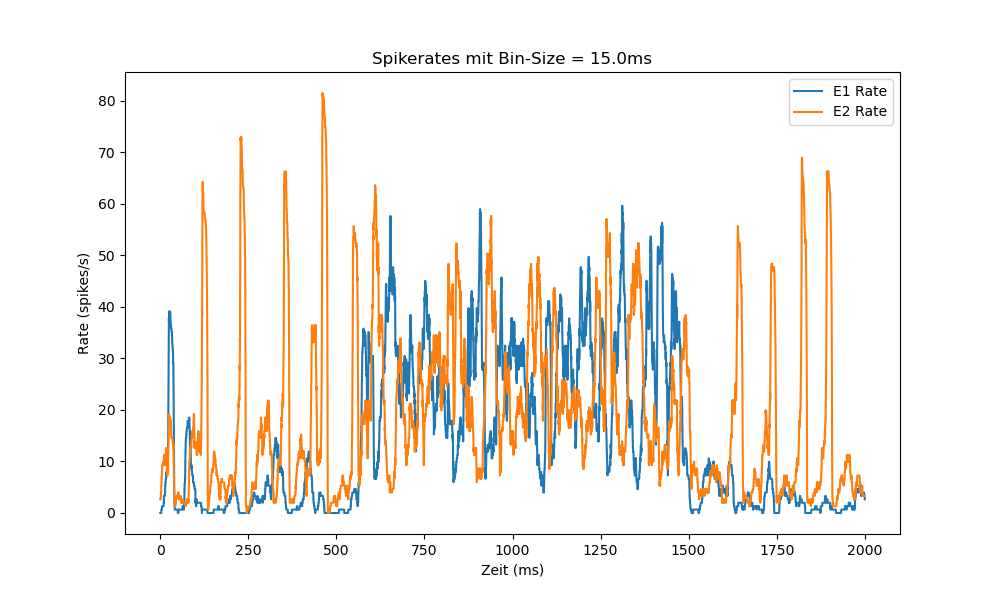 Spikerates mit Bin-Size = 15.0ms
E1 Rate
E2 Rate
80
70
60
50
40
30
20
10
0
Rate (spikes/s)
0 250 500 750 1000 1250 1500 1750 2000
Zeit (ms)